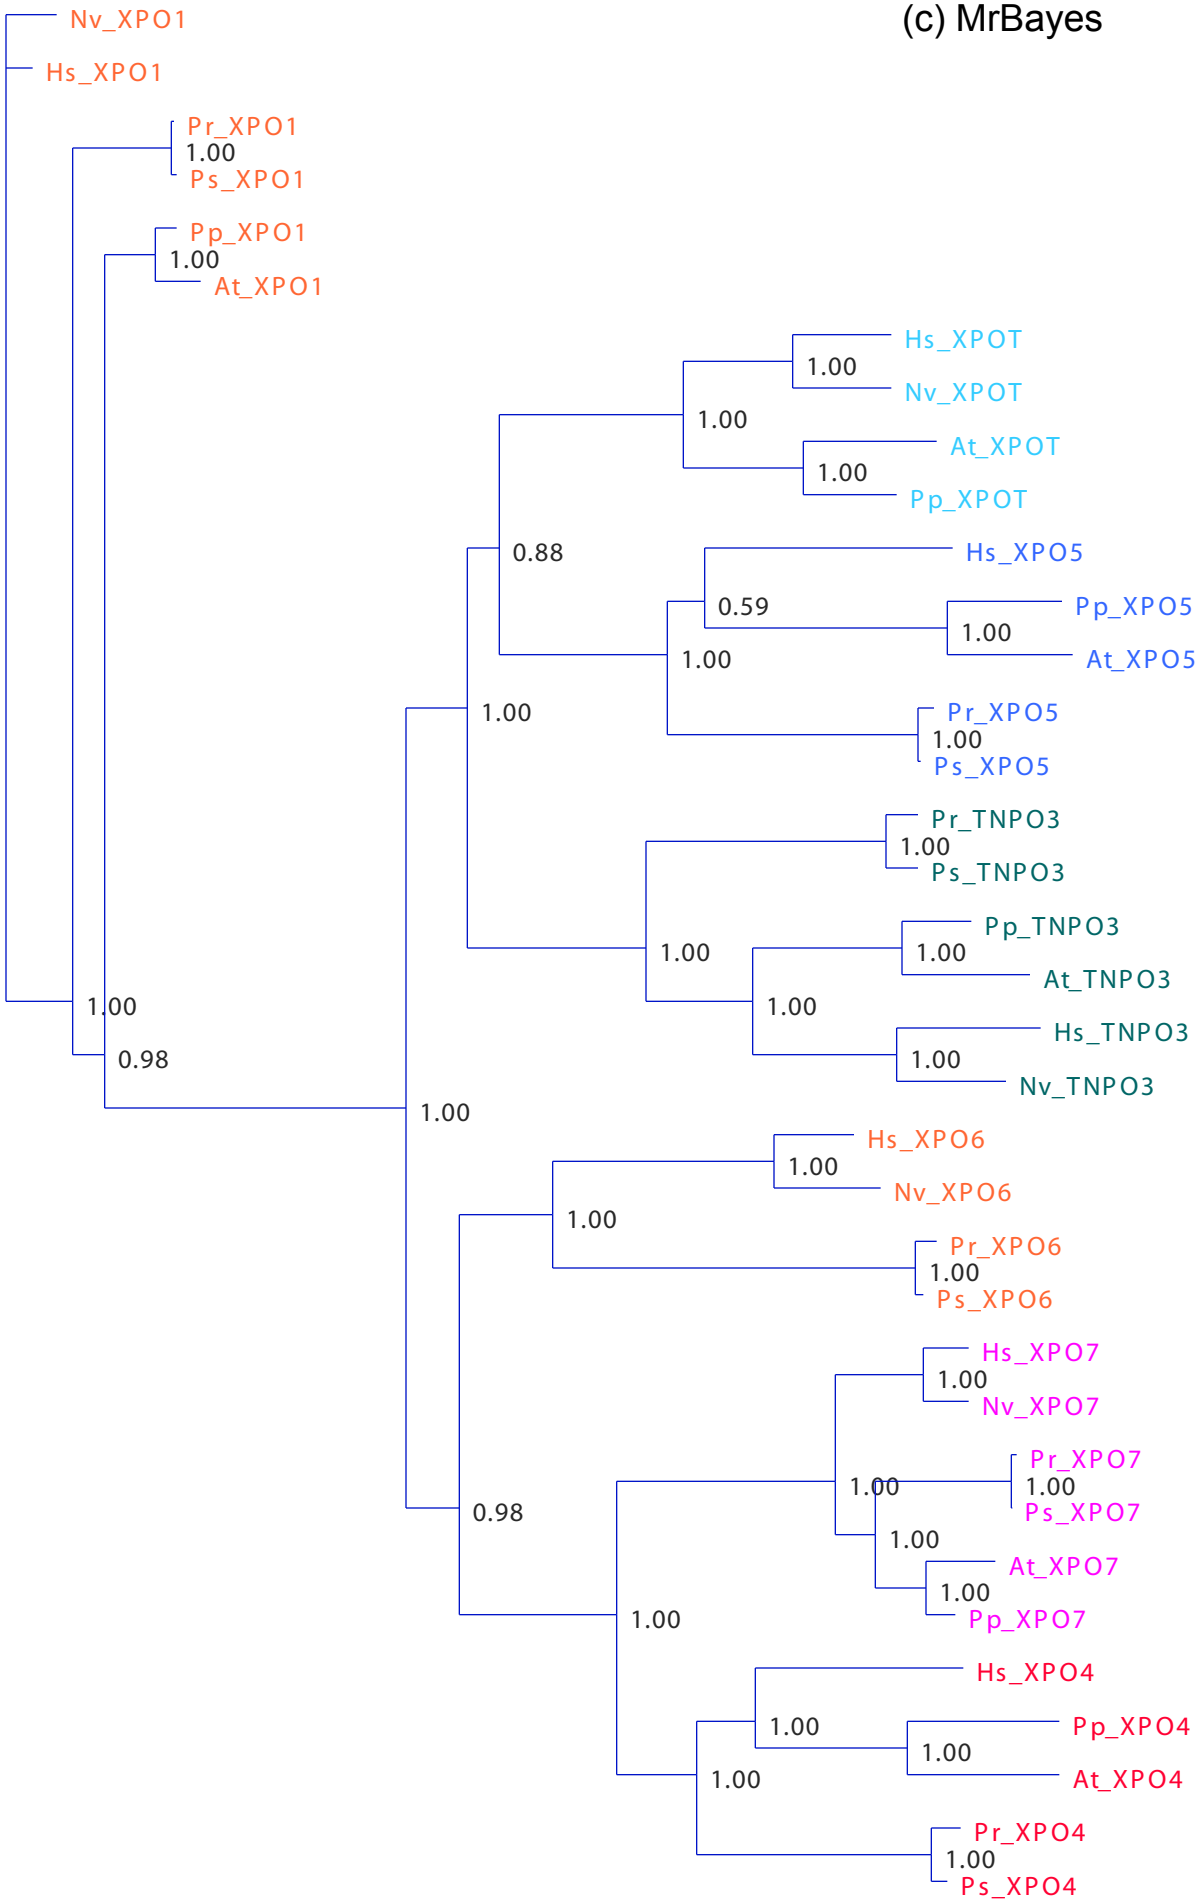 (c) MrBayes
Nv_XPO1
Hs_XPO1
Pr_XPO1
1.00
Ps_XPO1
Pp_XPO1
1.00
At_XPO1
Hs_XPOT
1.00
Nv_XPOT
1.00
At_XPOT
1.00
Pp_XPOT
0.88
Hs_XPO5
0.59
Pp_XPO5
1.00
1.00
At_XPO5
1.00
Pr_XPO5
1.00
Ps_XPO5
Pr_TNPO3
1.00
Ps_TNPO3
1.00
Pp_TNPO3
1.00
At_TNPO3
1.00
1.00
Hs_TNPO3
0.98
1.00
Nv_TNPO3
1.00
Hs_XPO6
1.00
Nv_XPO6
1.00
Pr_XPO6
1.00
Ps_XPO6
Hs_XPO7
1.00
Nv_XPO7
Pr_XPO7
1.00
1.00
Ps_XPO7
0.98
1.00
At_XPO7
1.00
Pp_XPO7
1.00
Hs_XPO4
1.00
Pp_XPO4
1.00
1.00
At_XPO4
Pr_XPO4
1.00
Ps_XPO4